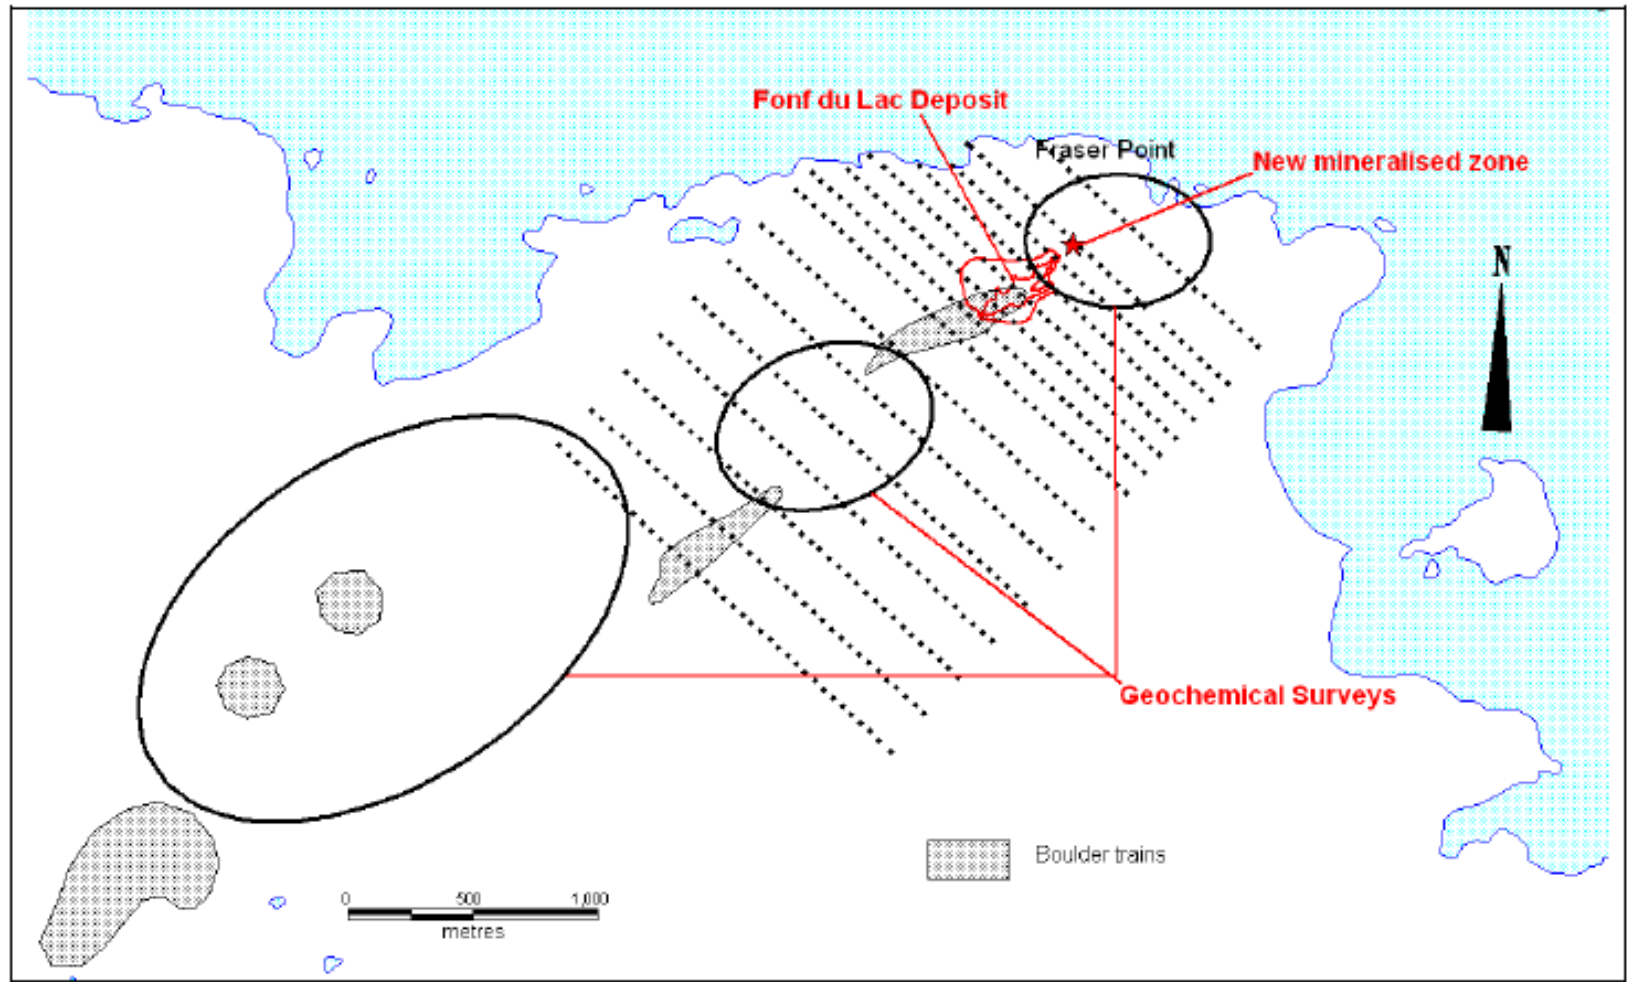 Fonf du Lac Deposit
Fraser Point
New mineralised zone
N
Geochemical Surveys
Boulder trains
0 500 1,000
metres